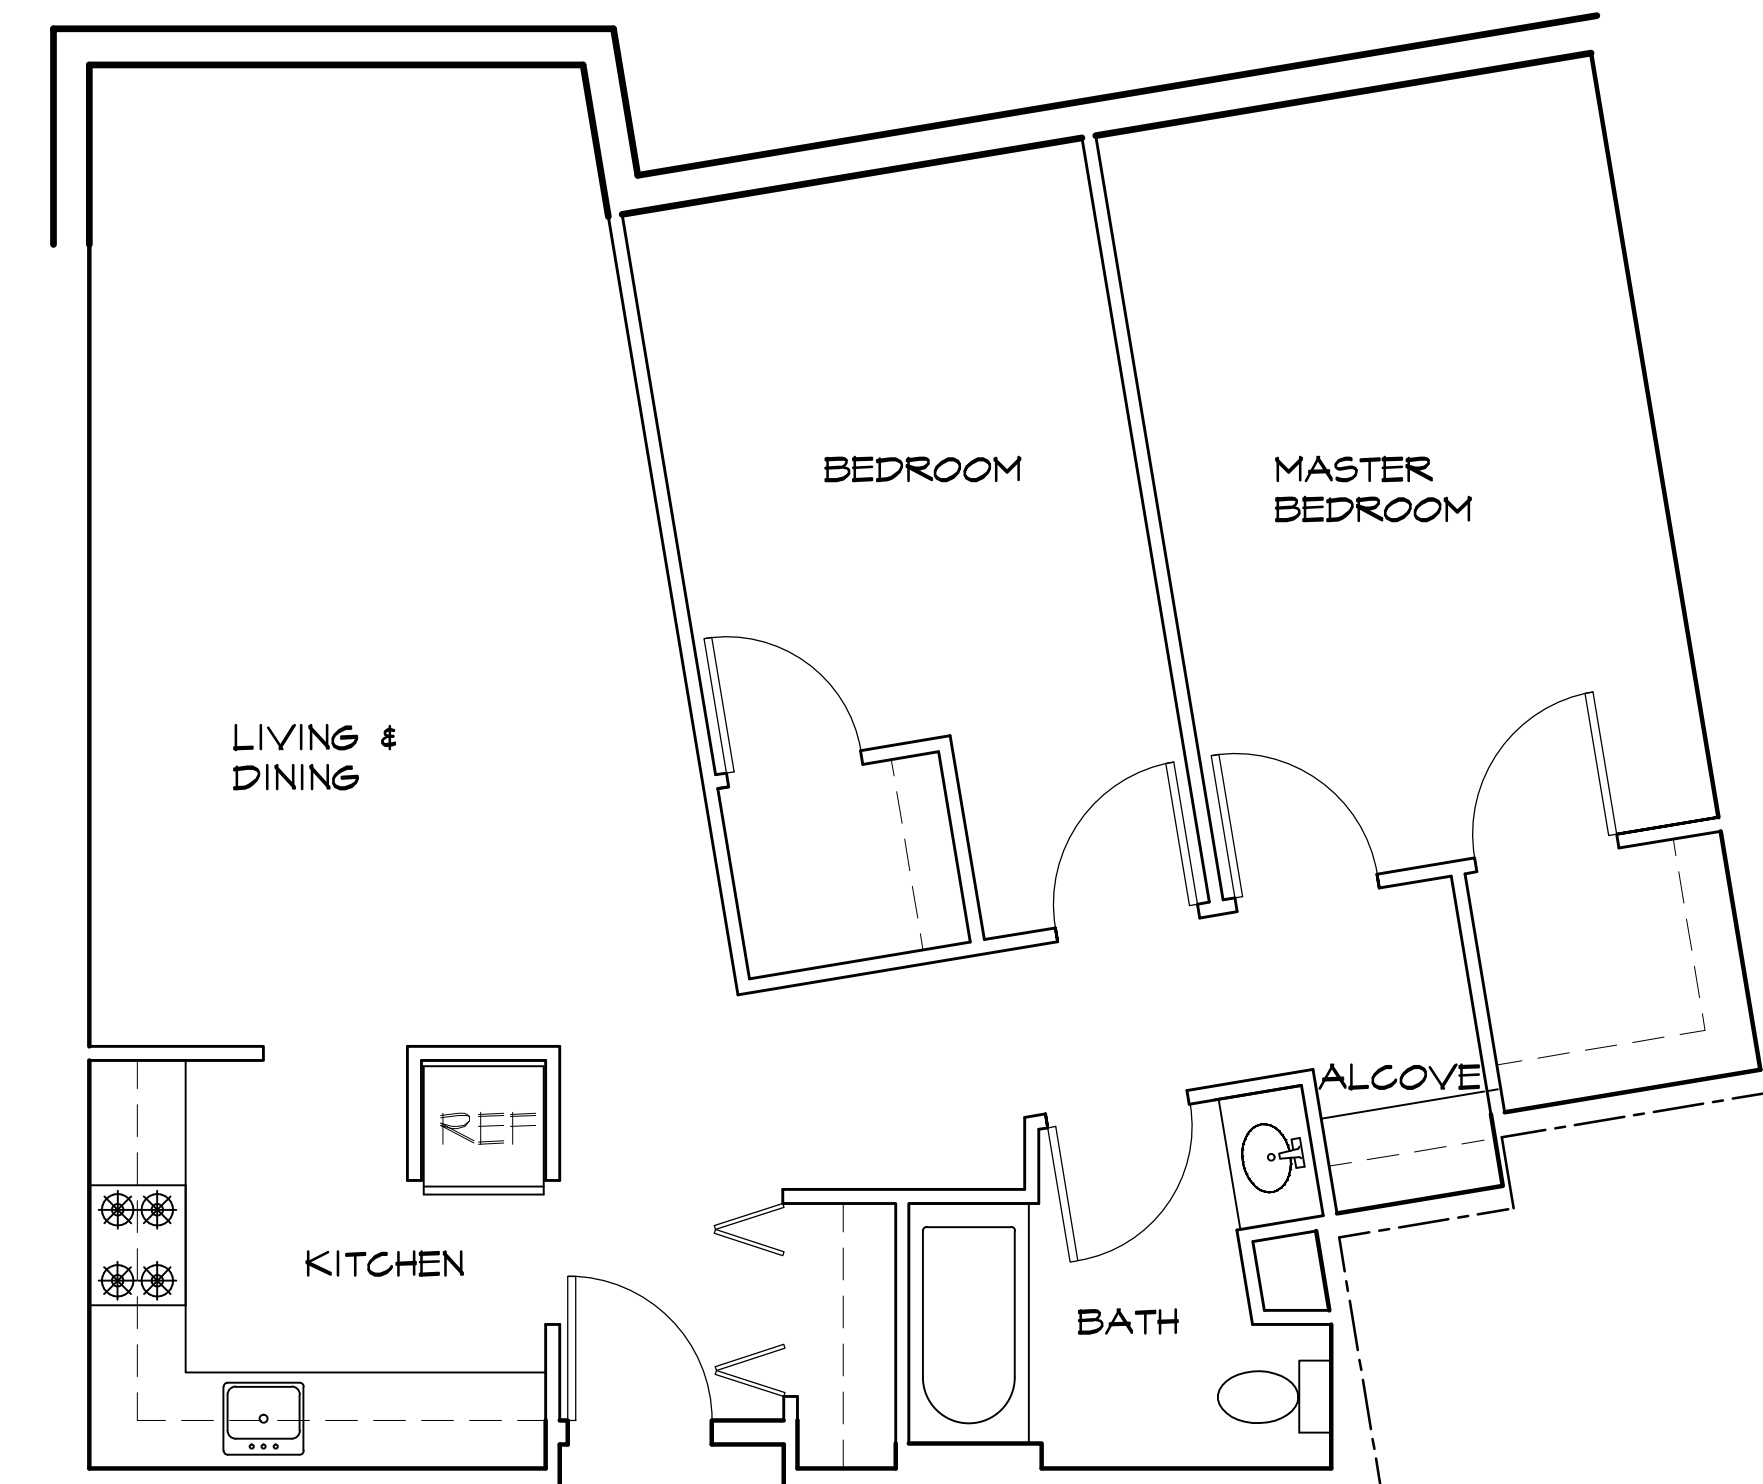 BEDROOM
MASTER
BEDROOM
LIVING &
DINING
ALCOVE
REF
KITCHEN
BATH